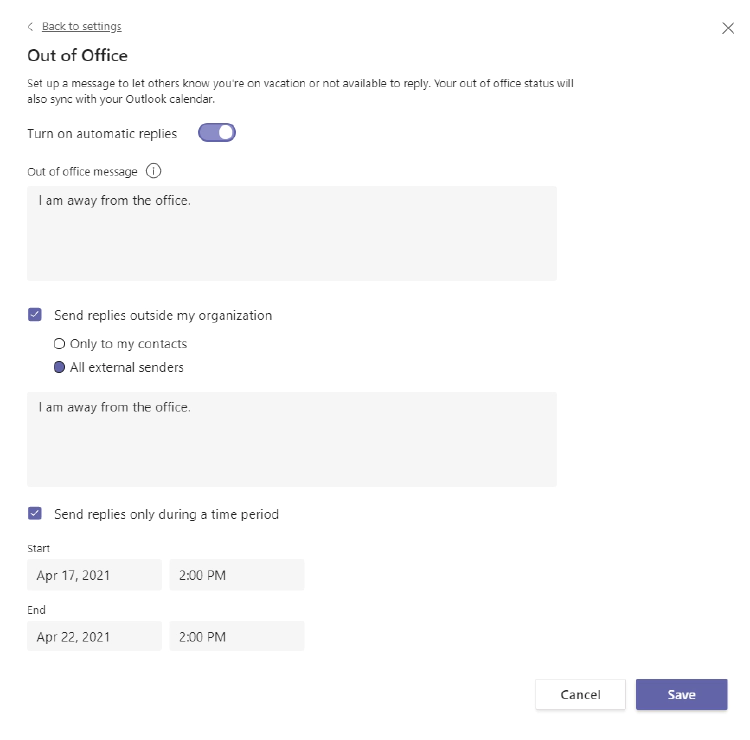 Back to settings
Out of Office
Set up a message to let others know you're on vacation or not available to reply. Your out of office status will
also sync with your Outlook calendar.
Turn on automatic replies
Out of office message
I am away from the office.
Send replies outside my organization
Only to my contacts
All external senders
I am away from the office.
Send replies only during a time period
Start
Apr 17, 2021 2:00 PM
End
Apr 22, 2021 2:00 PM
Cancel Save